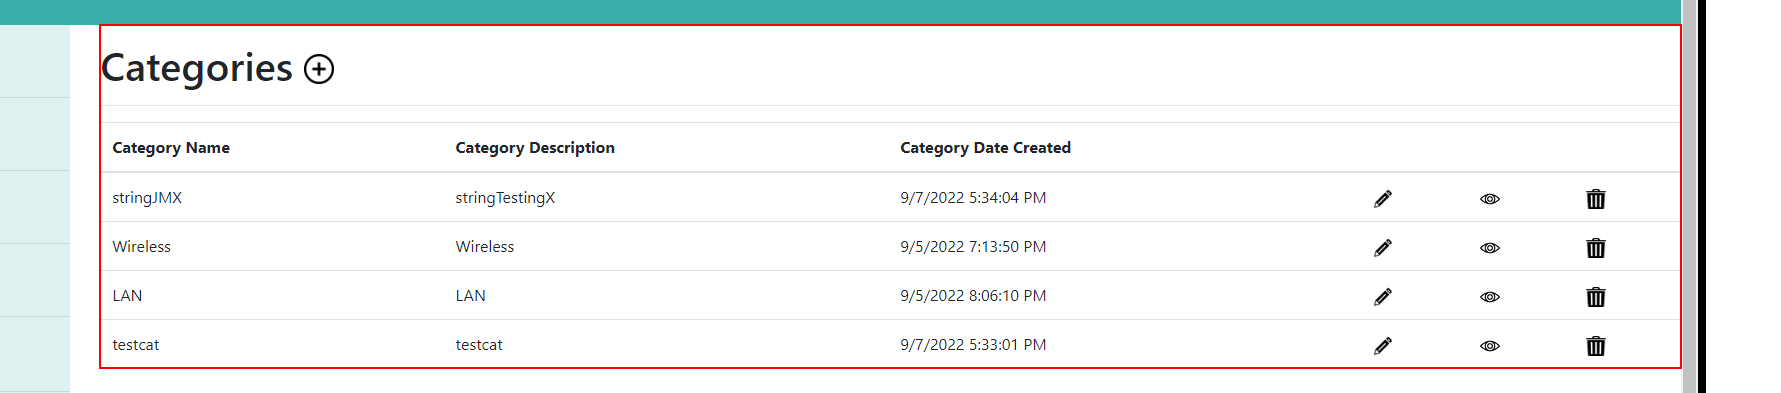 Categories
Category Name Category Description Category Date Created
stringJMX stringTestingX 9/7/2022 5:34:04 PM
Wireless Wireless 9/5/2022 7:13:50 PM
LAN LAN 9/5/2022 8:06:10 PM
testcat testcat 9/7/2022 5:33:01 PM